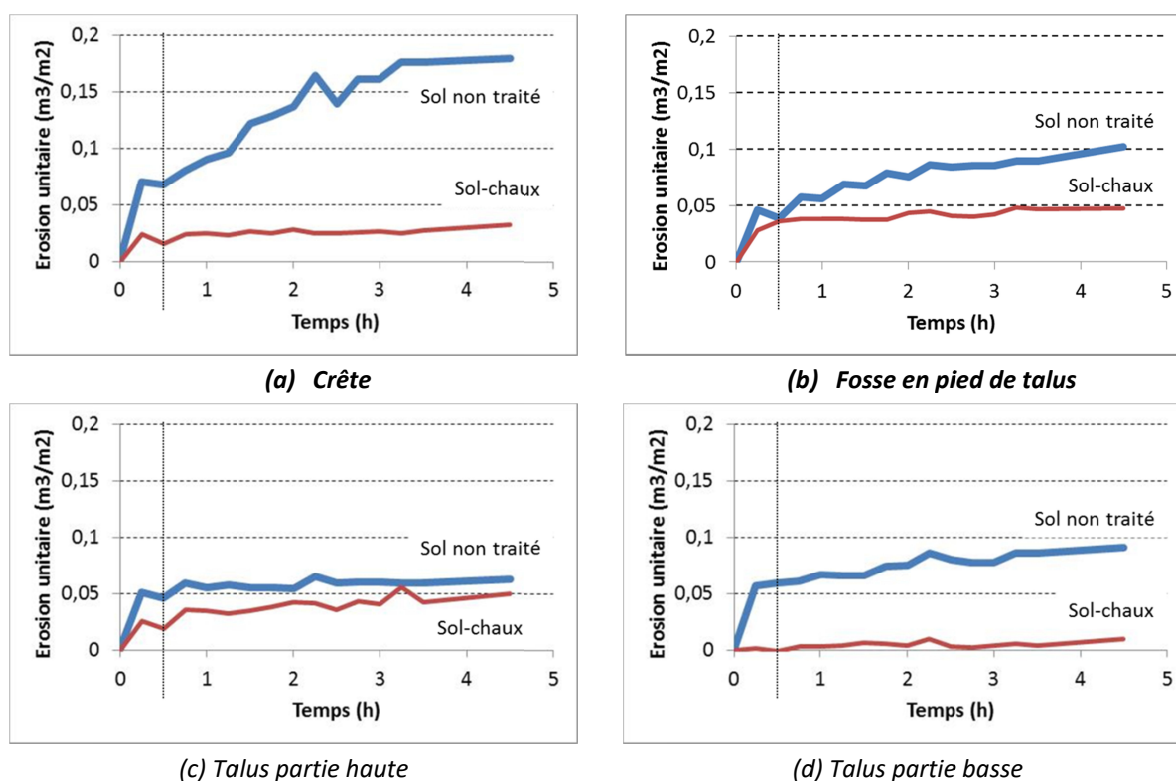 0,2
0,15
0,1
0,05
0
Erosion unitaire (m3/m2)
Sol non traité
Sol-chaux
0 1 2 3 4 5
Temps (h)
(a) Crête
0,2
0,15
0,1
0,05
0
Erosion unitaire (m3/m2)
Sol non traité
Sol-chaux
0 1 2 3 4 5
Temps (h)
(b) Fosse en pied de talus
0,2
0,15
0,1
0,05
0
Erosion unitaire (m3/m2)
Sol non traité
Sol-chaux
0 1 2 3 4 5
Temps (h)
(c) Talus partie haute
0,2
0,15
0,1
0,05
0
Erosion unitaire (m3/m2)
Sol non traité
Sol-chaux
0 1 2 3 4 5
Temps (h)
(d) Talus partie basse